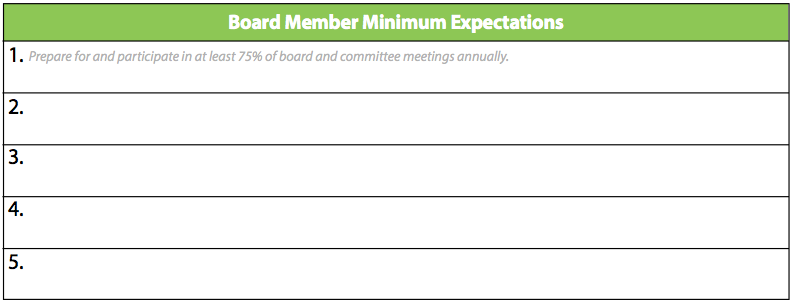 Board Member Minimum Expectations
1. Prepare for and participate in at least 75% of board and committee meetings annually.
2.
3.
4.
5.